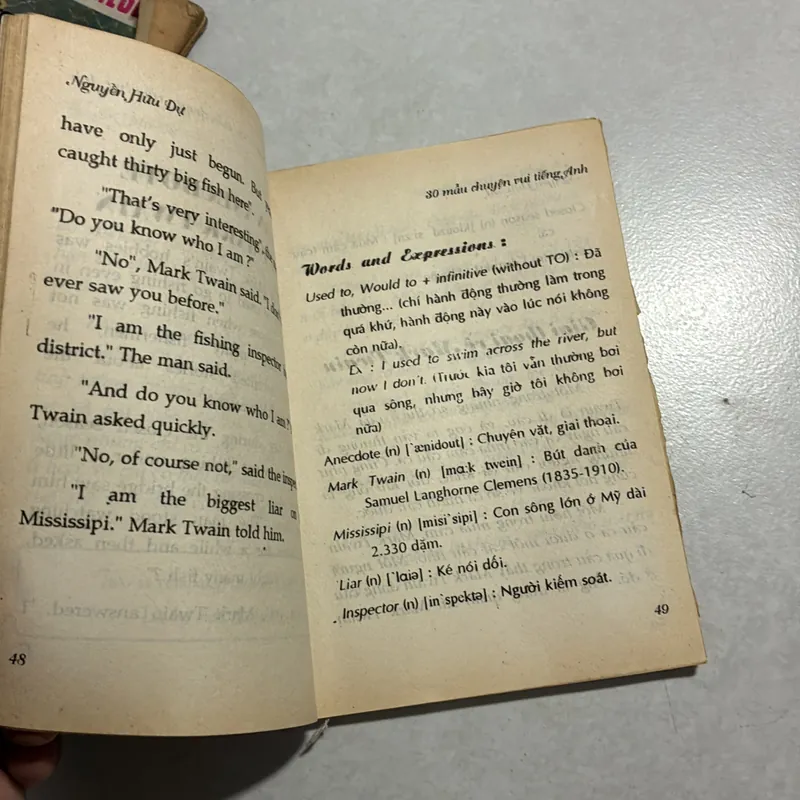 Nguyễn Hữu Dự
have only just begun. But
caught thirty big fish here".
"That's very interesting",
"Do you know who I am ?"
"No", Mark Twain said. "I don't
ever saw you before."
"I am the fishing inspector
district." The man said.
"And do you know who I am ?"
Twain asked quickly.
"No, of course not," said the inspe
"I am the biggest liar on
Mississipi." Mark Twain told him.
48
30 mẩu chuyện vui tiếng Anh
Words and Expressions :
Used to, Would to + infinitive (without TO) : Đã
thường... (chỉ hành động thường làm trong
quá khứ, hành động này vào lúc nói không
còn nữa).
Ex : I used to swim across the river, but
now I don't. (Trước kia tôi vẫn thường bơi
qua sông, nhưng bây giờ tôi không bơi
nữa)
Anecdote (n) [`ænidout] : Chuyện vặt, giai thoại.
Mark Twain (n) [mɑ:k twein] : Bút danh của
Samuel Langhorne Clemens (1835-1910).
Mississipi (n) [misi`sipi] : Con sông lớn ở Mỹ dài
2.330 dặm.
Liar (n) [`lɑiə] : Kẻ nói dối.
Inspector (n) [in`spektə] : Người kiểm soát.
49